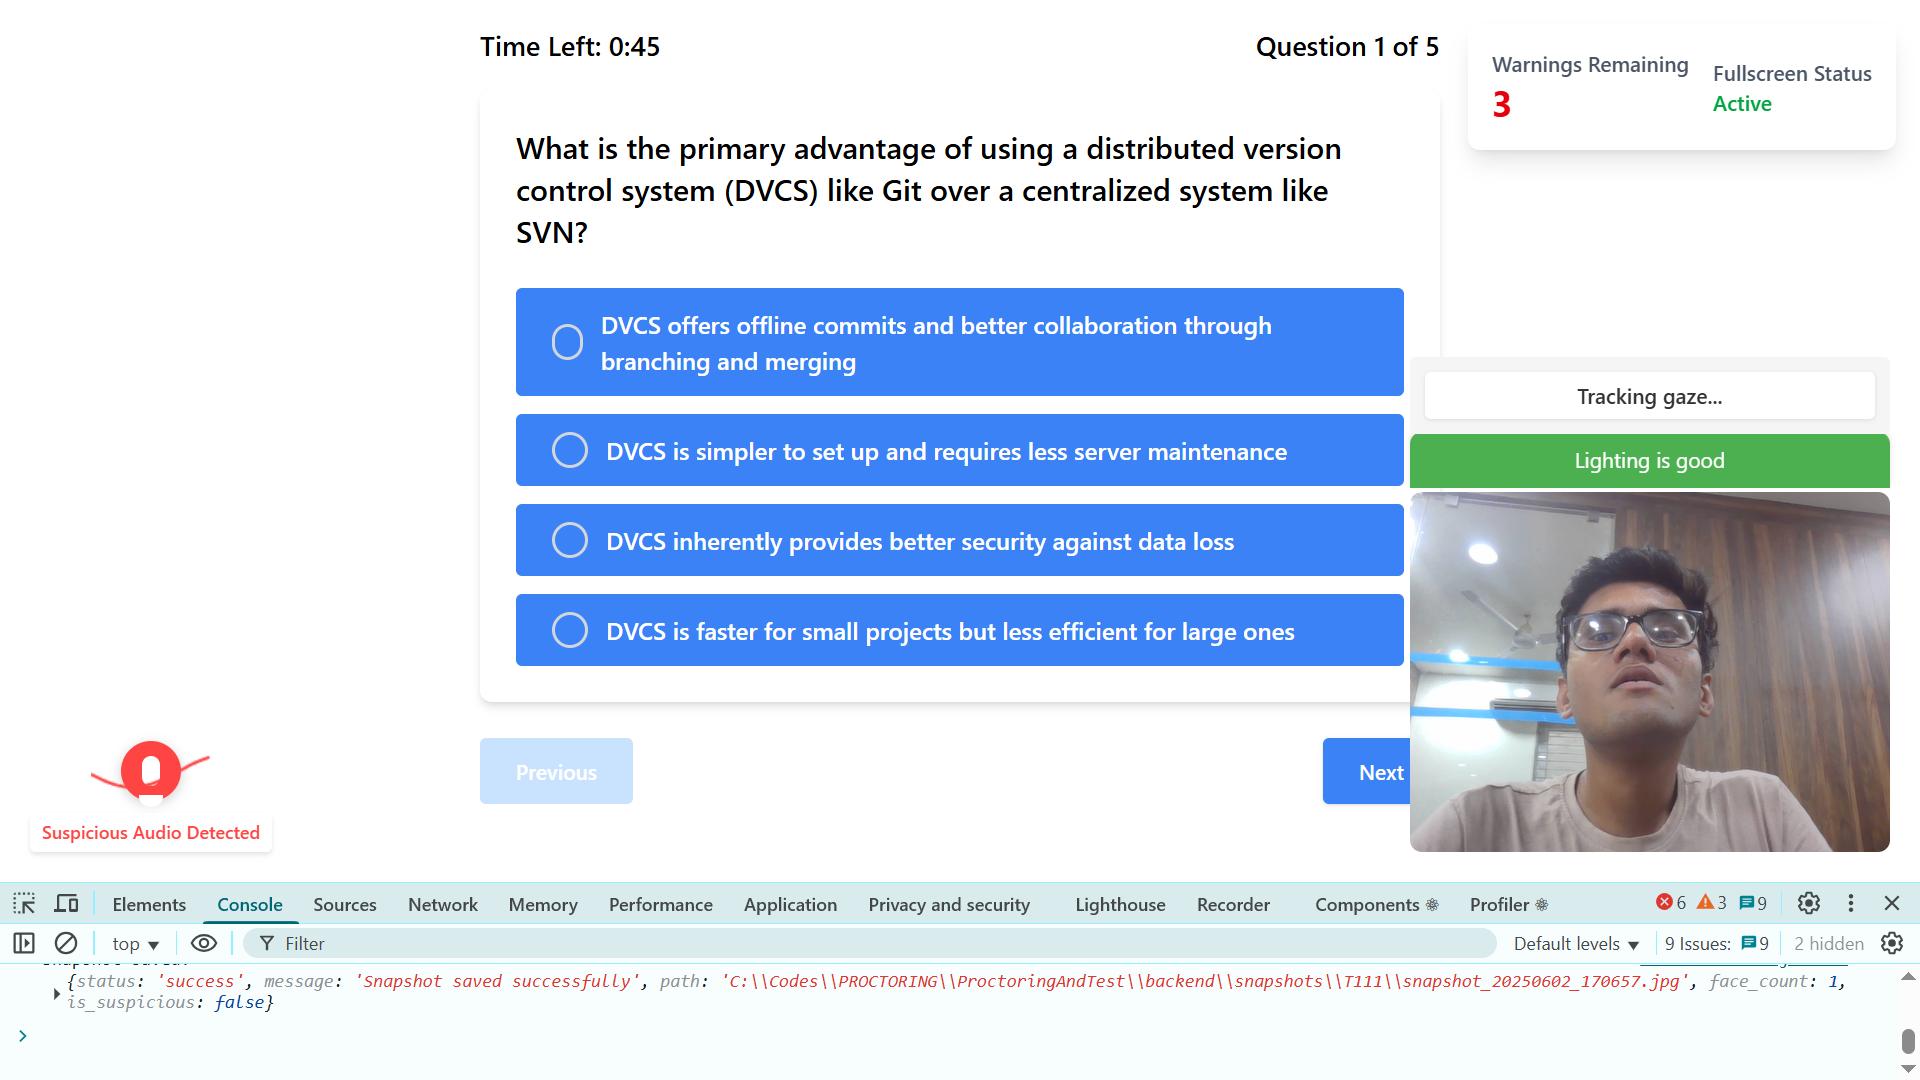 Time Left: 0:45
Question 1 of 5
Warnings Remaining
3
Fullscreen Status
Active
What is the primary advantage of using a distributed version
control system (DVCS) like Git over a centralized system like
SVN?
DVCS offers offline commits and better collaboration through
branching and merging
DVCS is simpler to set up and requires less server maintenance
DVCS inherently provides better security against data loss
DVCS is faster for small projects but less efficient for large ones
Tracking gaze...
Lighting is good
Previous
Next
Suspicious Audio Detected
Elements Console Sources Network Memory Performance Application Privacy and security Lighthouse Recorder Components Profiler 6 3 9
top Filter Default levels 9 Issues: 9 2 hidden
{status: 'success', message: 'Snapshot saved successfully', path: 'C:\\Codes\\PROCTORING\\ProctoringAndTest\\backend\\snapshots\\T111\\snapshot_20250602_170657.jpg', face_count: 1,
is_suspicious: false}